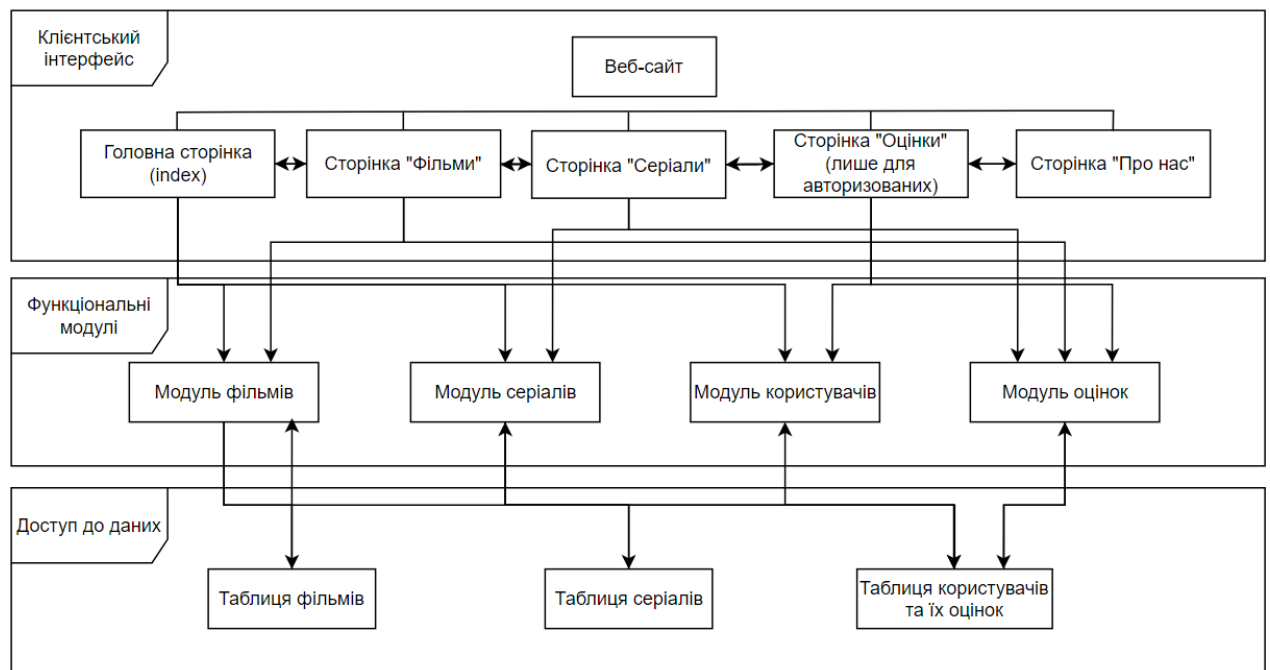 Клієнтський
інтерфейс
Веб-сайт
Головна сторінка
(index)
Сторінка "Фільми"
Сторінка "Серіали"
Сторінка "Оцінки"
(лише для
авторизованих)
Сторінка "Про нас"
Функціональні
модулі
Модуль фільмів
Модуль серіалів
Модуль користувачів
Модуль оцінок
Доступ до даних
Таблиця фільмів
Таблиця серіалів
Таблиця користувачів
та їх оцінок